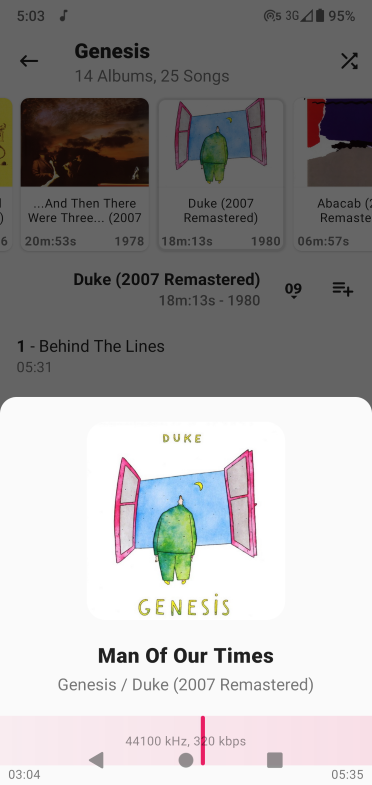 5:03
3G 95%
Genesis
14 Albums, 25 Songs
...And Then There
Were Three... (2007
20m:53s 1978
Duke (2007
Remastered)
18m:13s 1980
Abacab (2
Remaste
06m:57s
)
6
Duke (2007 Remastered)
18m:13s - 1980
09
1 - Behind The Lines
05:31
DUKE
GENESIS
Man Of Our Times
Genesis / Duke (2007 Remastered)
44100 kHz, 320 kbps
03:04
05:35